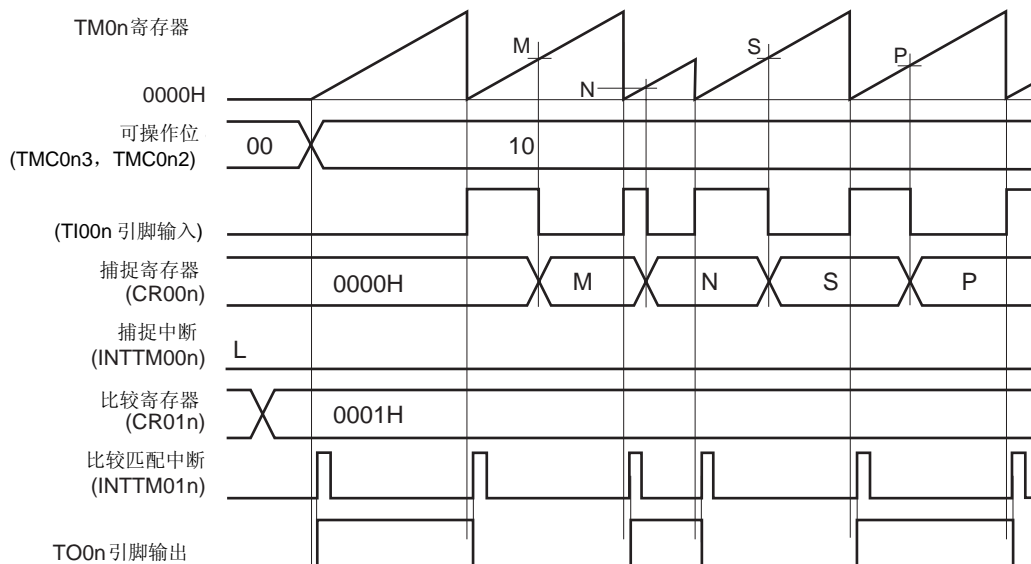 TM0n寄存器
M
S
P
N
0000H
可操作位
(TMC0n3，TMC0n2)
00
10
(TI00n 引脚输入)
捕捉寄存器
(CR00n)
0000H
M
N
S
P
捕捉中断
(INTTM00n)
L
比较寄存器
(CR01n)
0001H
比较匹配中断
(INTTM01n)
TO0n引脚输出